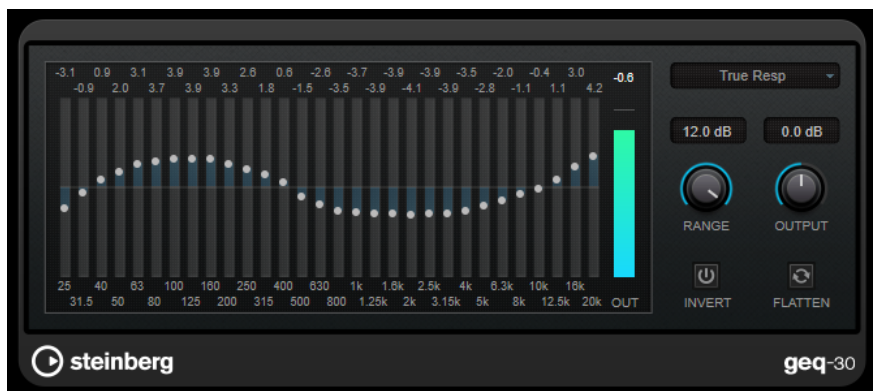 -3.1 0.9 3.1 3.9 3.9 2.6 0.6 -2.6 -3.7 -3.9 -3.9 -3.5 -2.0 -0.4 3.0
-0.9 2.0 3.7 3.9 3.3 1.8 -1.5 -3.5 -3.9 -4.1 -3.9 -2.8 -1.1 1.1 4.2
-0.6
True Resp
12.0 dB 0.0 dB
RANGE OUTPUT
25 40 63 100 160 250 400 630 1k 1.6k 2.5k 4k 6.3k 10k 16k
31.5 50 80 125 200 315 500 800 1.25k 2k 3.15k 5k 8k 12.5k 20k OUT
INVERT FLATTEN
steinberg
geq-30